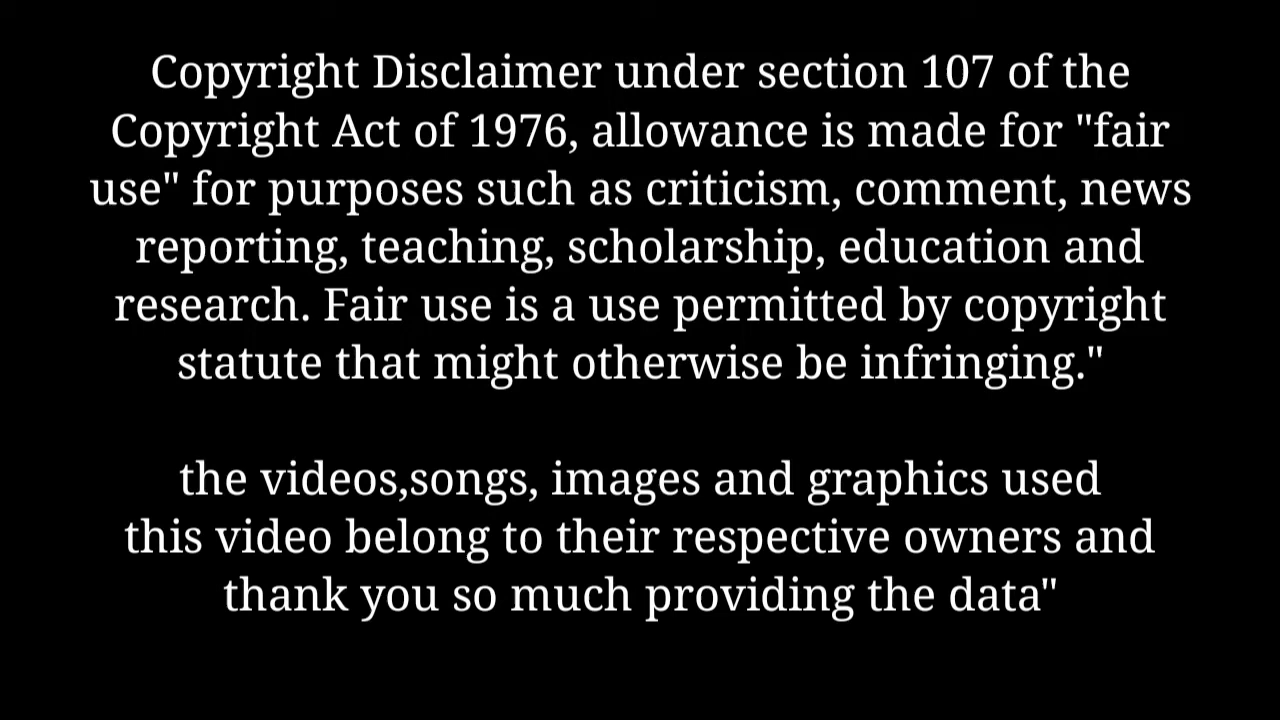 Copyright Disclaimer under section 107 of the
Copyright Act of 1976, allowance is made for "fair
use" for purposes such as criticism, comment, news
reporting, teaching, scholarship, education and
research. Fair use is a use permitted by copyright
statute that might otherwise be infringing."
the videos,songs, images and graphics used
this video belong to their respective owners and
thank you so much providing the data"